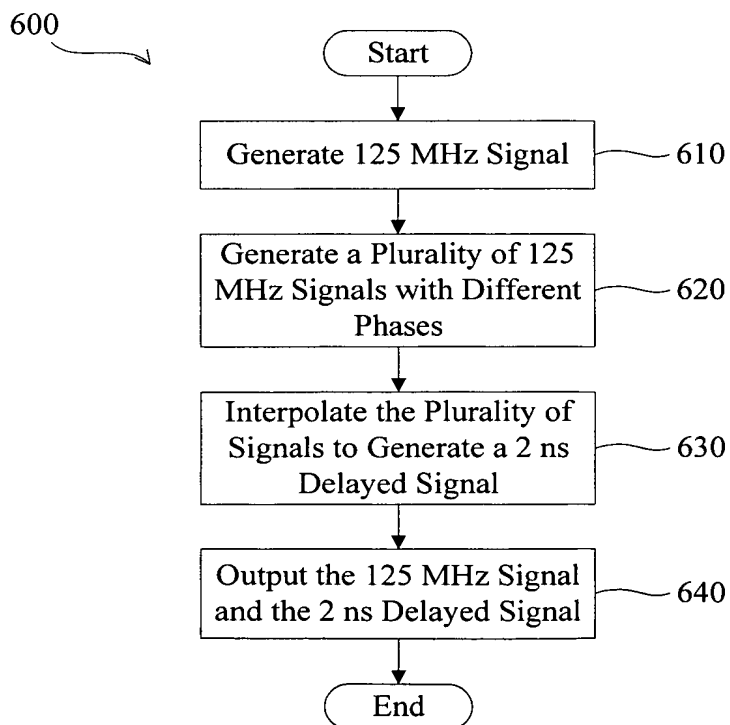 600
Start
Generate 125 MHz Signal
610
Generate a Plurality of 125
MHz Signals with Different
Phases
620
Interpolate the Plurality of
Signals to Generate a 2 ns
Delayed Signal
630
Output the 125 MHz Signal
and the 2 ns Delayed Signal
640
End